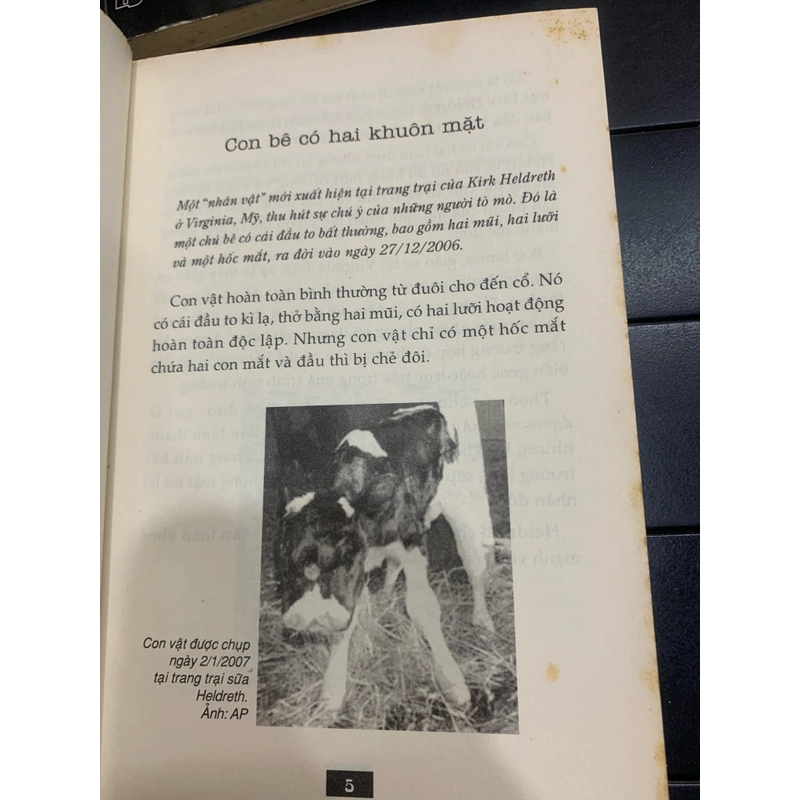 Con bê có hai khuôn mặt
Một "nhân vật" mới xuất hiện tại trang trại của Kirk Heldreth
ở Virginia, Mỹ, thu hút sự chú ý của những người tò mò. Đó là
một chú bê có cái đầu to bất thường, bao gồm hai mũi, hai lưỡi
và một hốc mắt, ra đời vào ngày 27/12/2006.
Con vật hoàn toàn bình thường từ đuôi cho đến cổ. Nó
có cái đầu to kì lạ, thở bằng hai mũi, có hai lưỡi hoạt động
hoàn toàn độc lập. Nhưng con vật chỉ có một hốc mắt
chứa hai con mắt và đầu thì bị chẻ đôi.
Con vật được chụp
ngày 2/1/2007
tại trang trại sữa
Heldreth.
Ảnh: AP
5